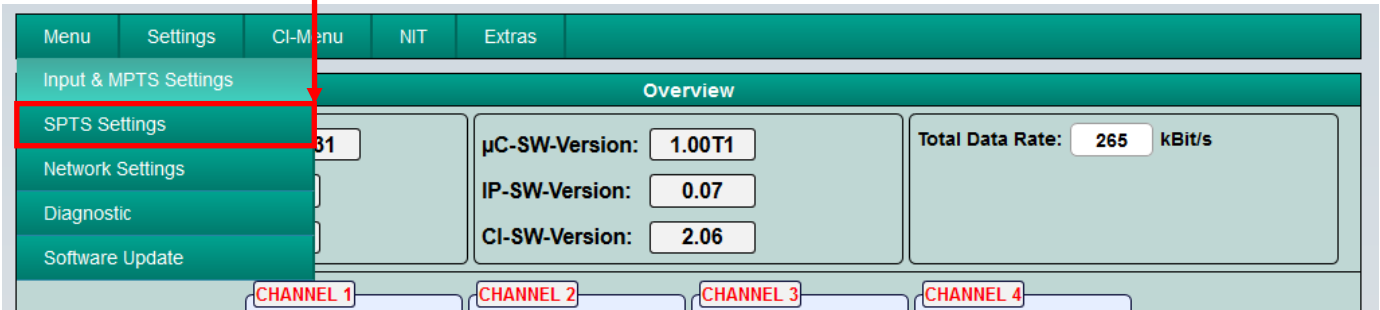 Menu Settings CI-Menu NIT Extras
Input & MPTS Settings
Overview
SPTS Settings
31
µC-SW-Version: 1.00T1
Total Data Rate: 265 kBit/s
Network Settings
IP-SW-Version: 0.07
Diagnostic
CI-SW-Version: 2.06
Software Update
CHANNEL 1 CHANNEL 2 CHANNEL 3 CHANNEL 4